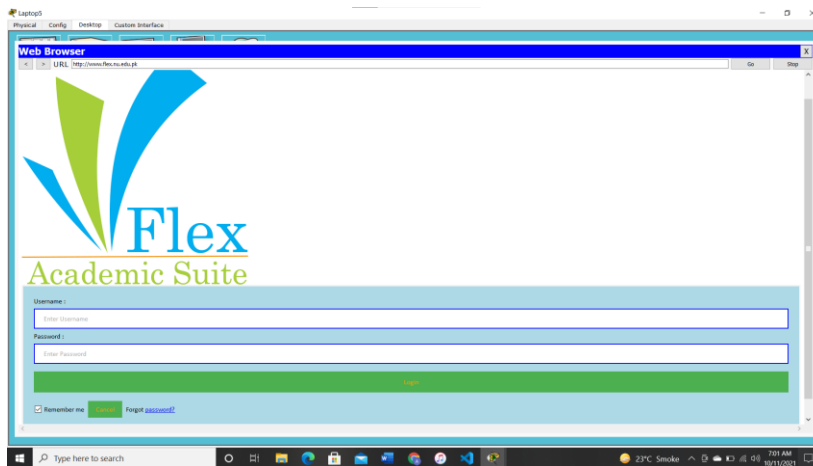 Laptop5
Physical Config Desktop Custom Interface
Web Browser
X
< > URL http://www.flex.nu.edu.pk Go Stop
Flex
Academic Suite
Username :
Enter Username
Password :
Enter Password
Login
Remember me Cancel Forgot password?
Type here to search
23°C Smoke
7:01 AM
10/11/2021